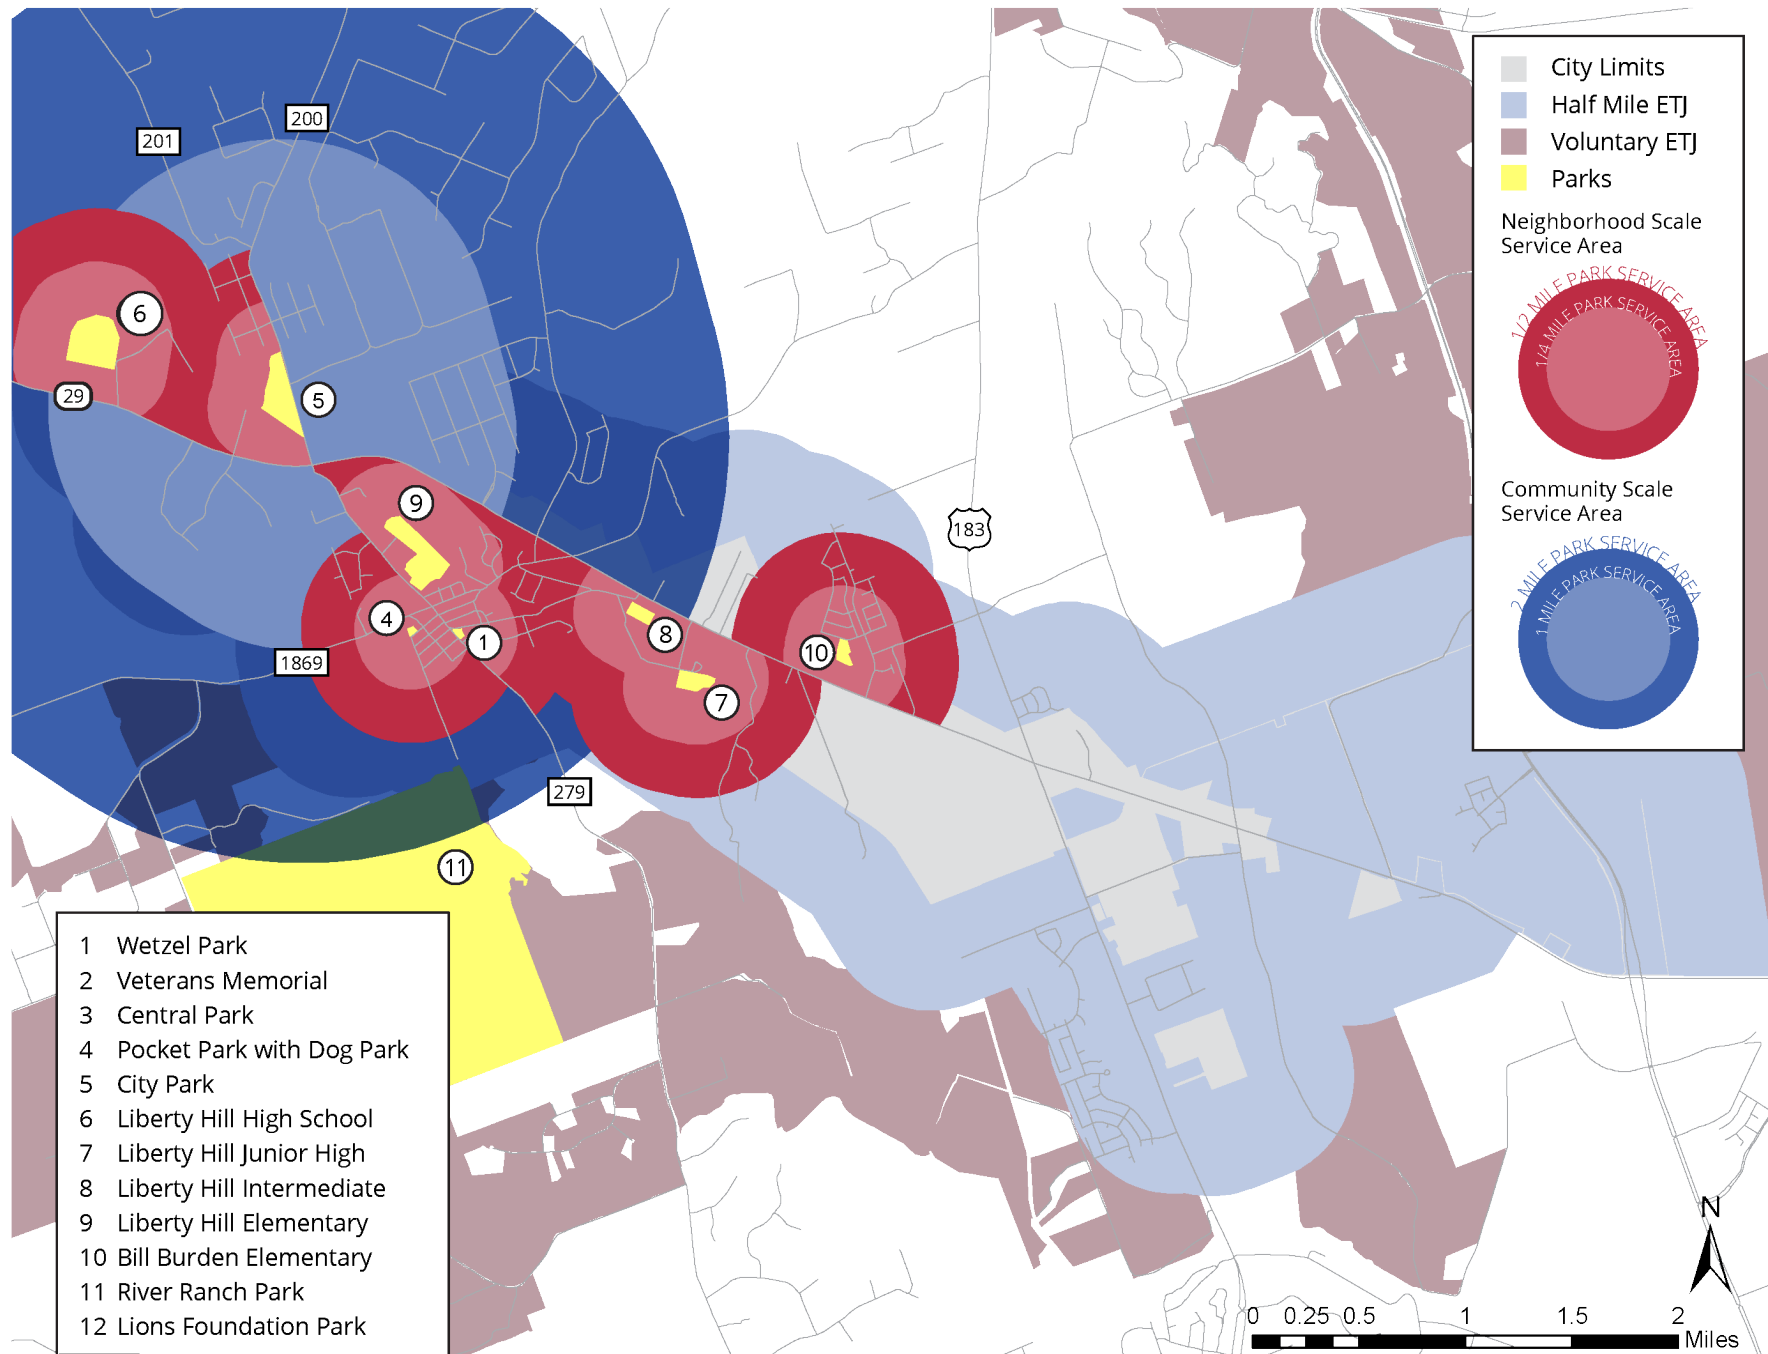 201
200
6
29
5
9
4
1
8
1869
10
7
183
279
11
City Limits
Half Mile ETJ
Voluntary ETJ
Parks
Neighborhood Scale
Service Area
1/2 MILE PARK SERVICE AREA
1/4 MILE PARK SERVICE AREA
Community Scale
Service Area
2 MILE PARK SERVICE AREA
1 MILE PARK SERVICE AREA
1 Wetzel Park
2 Veterans Memorial
3 Central Park
4 Pocket Park with Dog Park
5 City Park
6 Liberty Hill High School
7 Liberty Hill Junior High
8 Liberty Hill Intermediate
9 Liberty Hill Elementary
10 Bill Burden Elementary
11 River Ranch Park
12 Lions Foundation Park
N
0 0.25 0.5 1 1.5 2
Miles